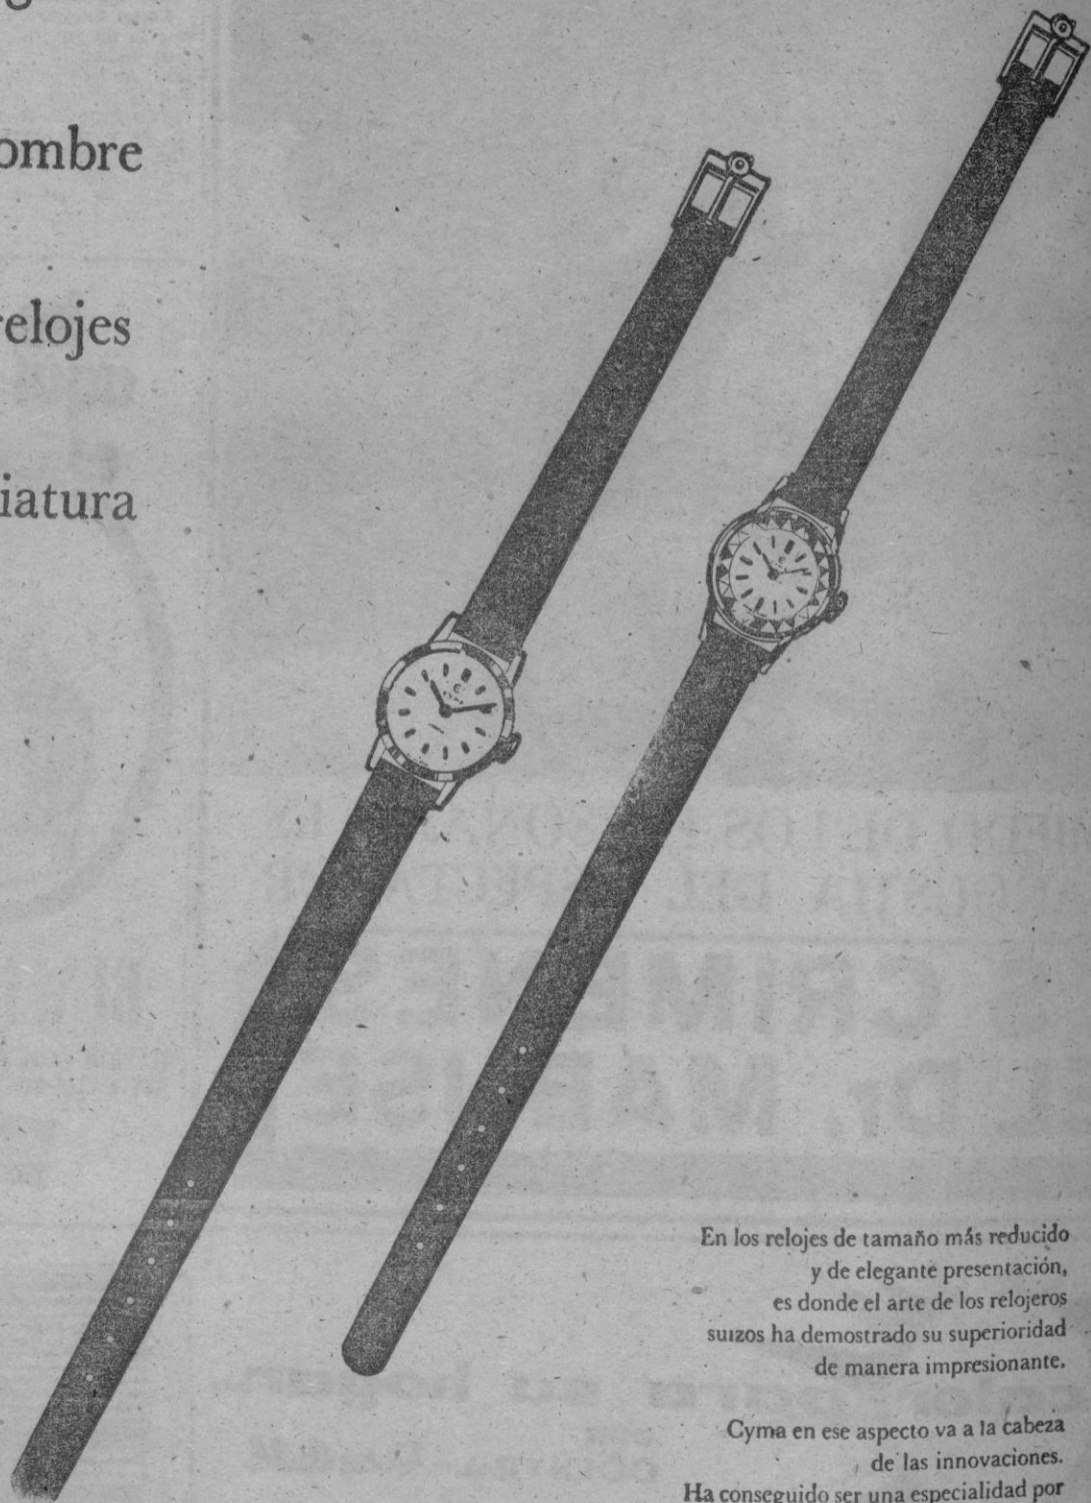 ombre
relojes
iatura
En los relojes de tamaño más reducido
y de elegante presentación,
es donde el arte de los relojeros
suizos ha demostrado su superioridad
de manera impresionante.
Cyma en ese aspecto va a la cabeza
de las innovaciones.
Ha conseguido ser una especialidad por